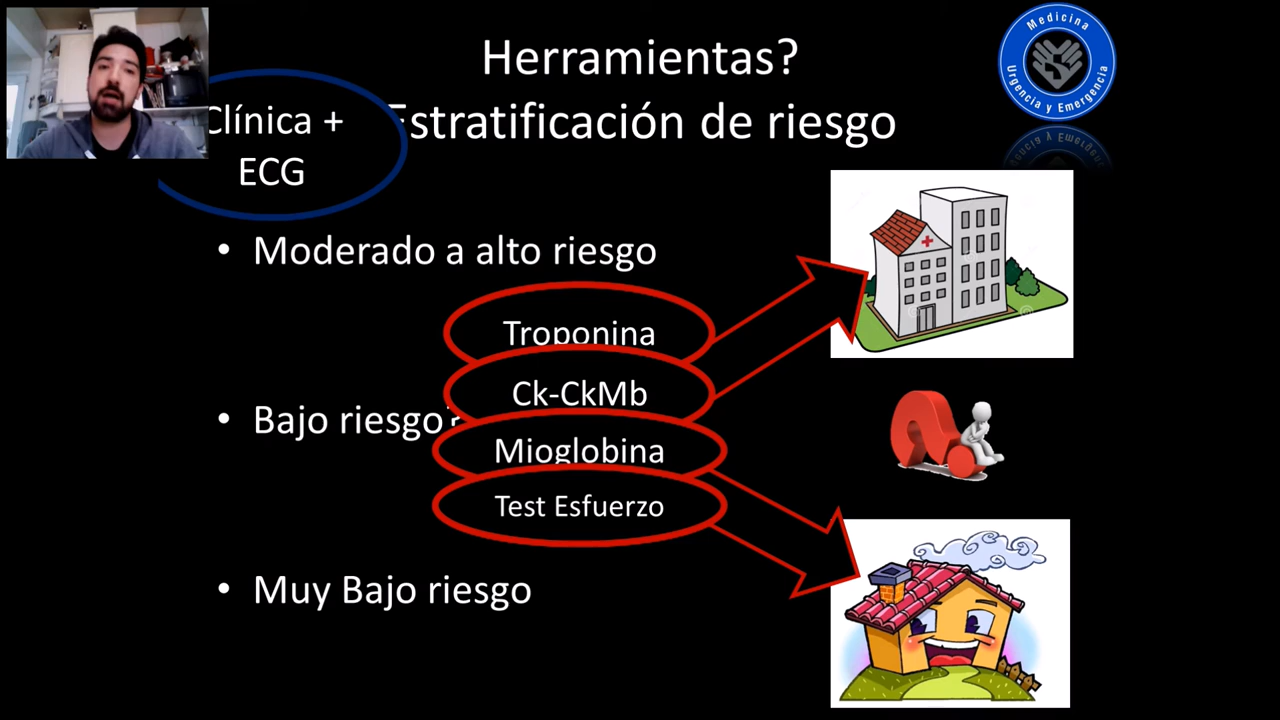 Herramientas?
Estratificación de riesgo
Clínica +
ECG
Medicina
Urgencia y Emergencia
• Moderado a alto riesgo
Troponina
Ck-CkMb
• Bajo riesgo?
Mioglobina
Test Esfuerzo
• Muy Bajo riesgo